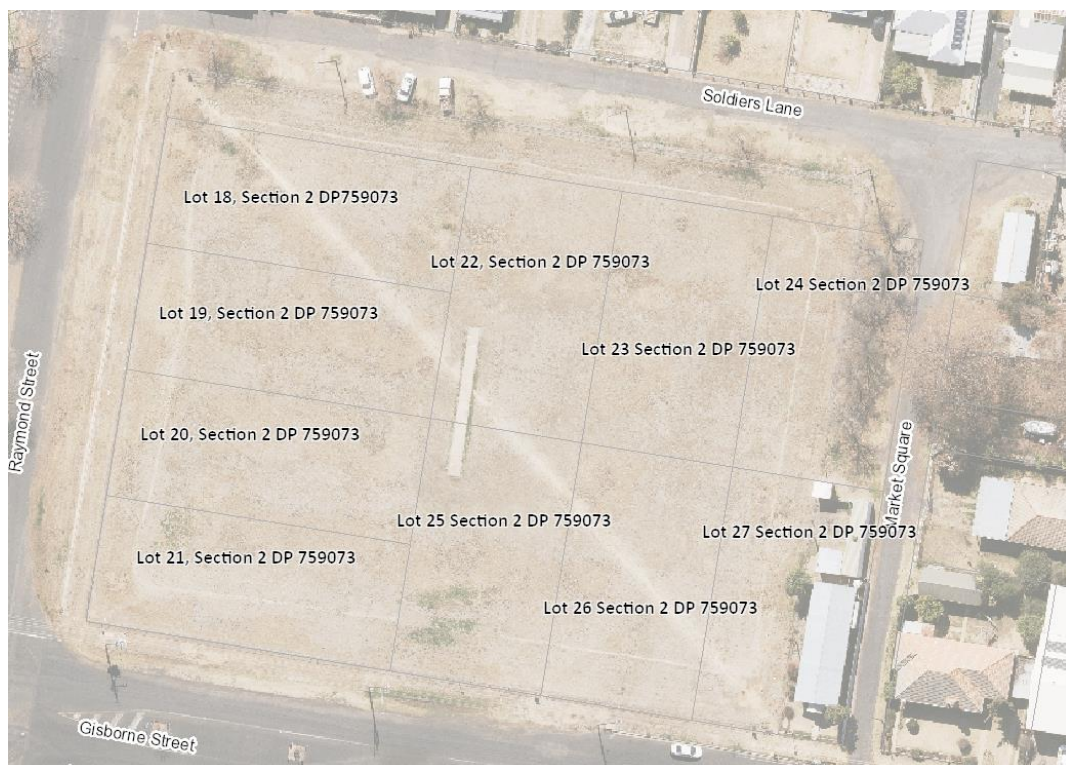 Soldiers Lane
Lot 18, Section 2 DP759073
Lot 22, Section 2 DP 759073
Lot 24 Section 2 DP 759073
Lot 19, Section 2 DP 759073
Lot 23 Section 2 DP 759073
Raymond Street
Lot 20, Section 2 DP 759073
Market Square
Lot 25 Section 2 DP 759073
Lot 27 Section 2 DP 759073
Lot 21, Section 2 DP 759073
Lot 26 Section 2 DP 759073
Gisborne Street